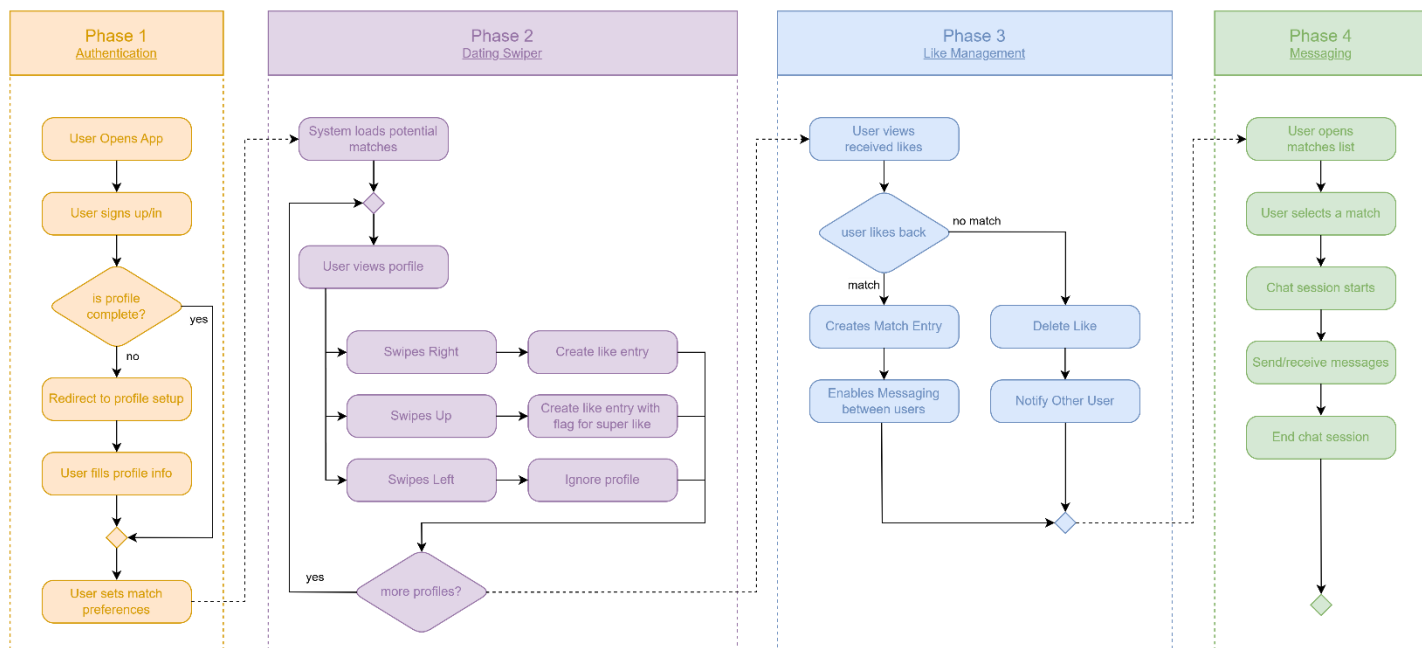 Phase 1
Authentication
User Opens App
User signs up/in
is profile
complete?
yes
no
Redirect to profile setup
User fills profile info
User sets match
preferences
Phase 2
Dating Swiper
System loads potential
matches
User views porfile
Swipes Right
Create like entry
Swipes Up
Create like entry with
flag for super like
Swipes Left
Ignore profile
more profiles?
yes
Phase 3
Like Management
User views
received likes
user likes back
no match
match
Creates Match Entry
Delete Like
Enables Messaging
between users
Notify Other User
Phase 4
Messaging
User opens
matches list
User selects a match
Chat session starts
Send/receive messages
End chat session